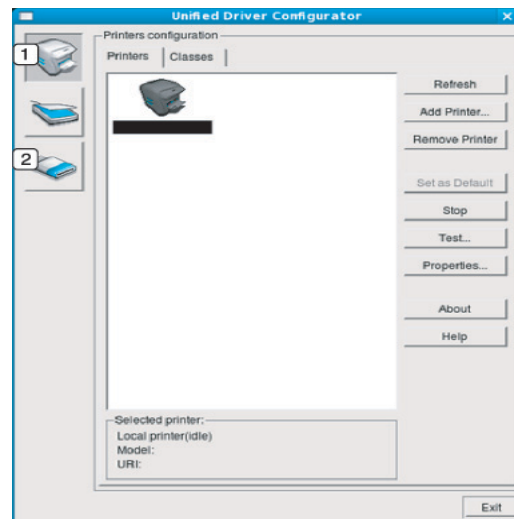 Unified Driver Configurator
Printers configuration
1
Printers
Classes
Refresh
Add Printer...
Remove Printer
2
Set as Default
Stop
Test...
Properties...
About
Help
Selected printer:
Local printer(idle)
Model:
URI:
Exit